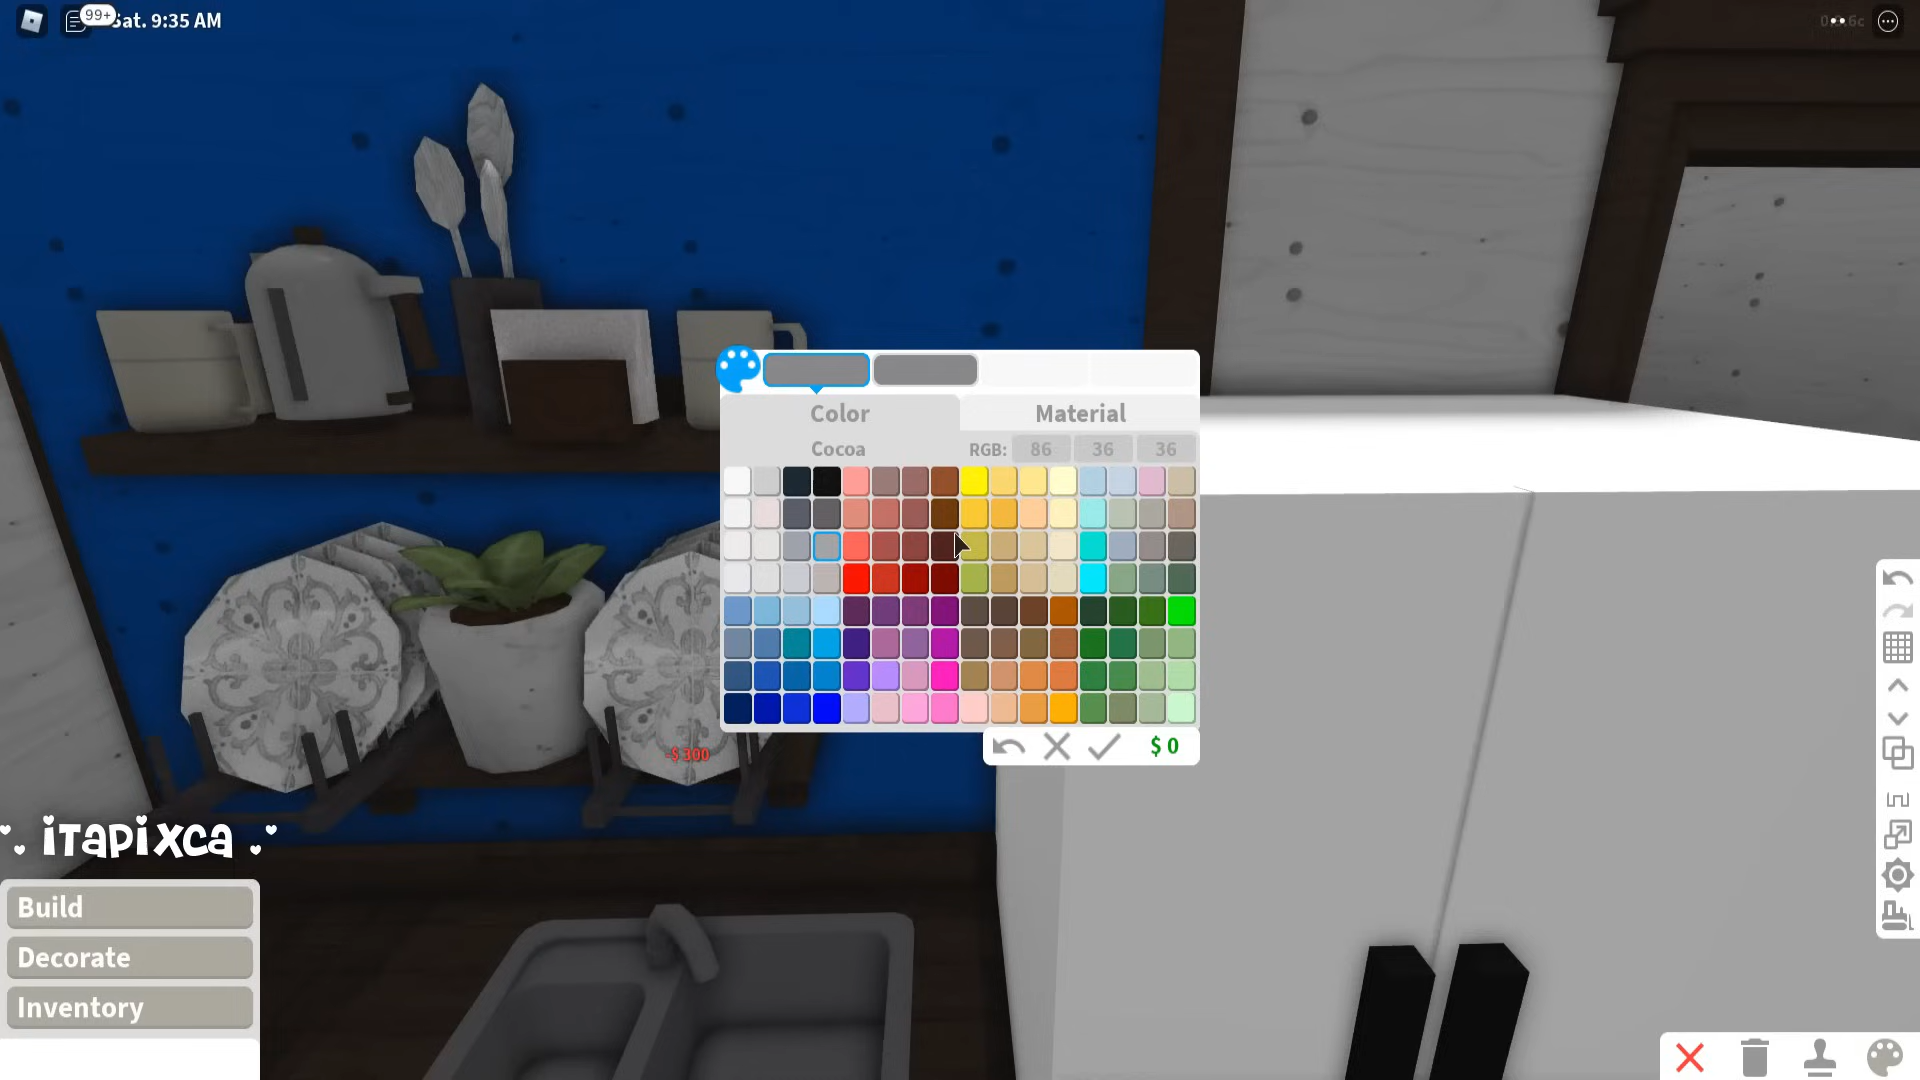 99+
Sat. 9:35 AM
Color
Material
Cocoa
RGB: 86 36 36
-$ 300
$ 0
iTapixca
Build
Decorate
Inventory